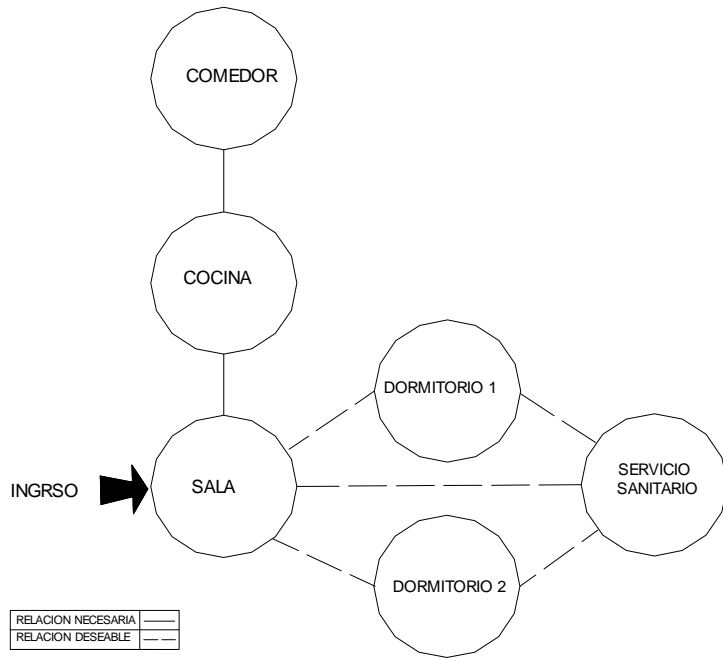 COMEDOR
COCINA
DORMITORIO 1
SALA
INGRSO
SERVICIO
SANITARIO
DORMITORIO 2
RELACION NECESARIA
RELACION DESEABLE